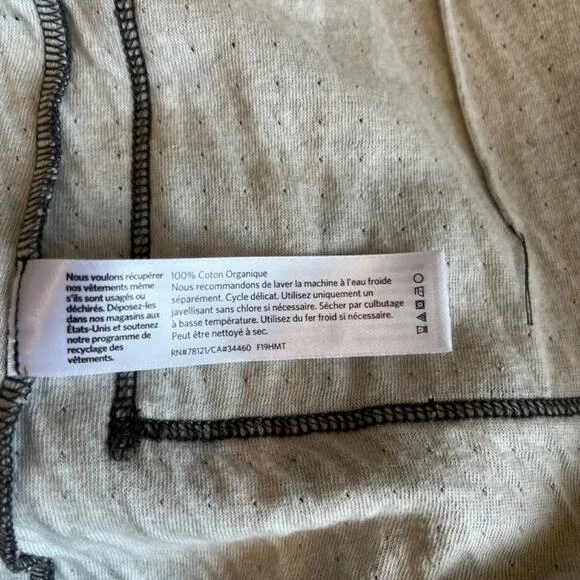 Nous voulons récupérer
nos vêtements même
s'ils sont usagés ou
déchirés. Déposez-les
dans nos magasins aux
États-Unis et soutenez
notre programme de
recyclage des
vêtements.
100% Coton Organique
Nous recommandons de laver la machine à l'eau froide
séparément. Cycle délicat. Utilisez uniquement un
javellisant sans chlore si nécessaire. Sécher par culbutage
à basse température. Utilisez du fer froid si nécessaire.
Peut être nettoyé à sec.
RN#78121/CA#34460 F19HMT